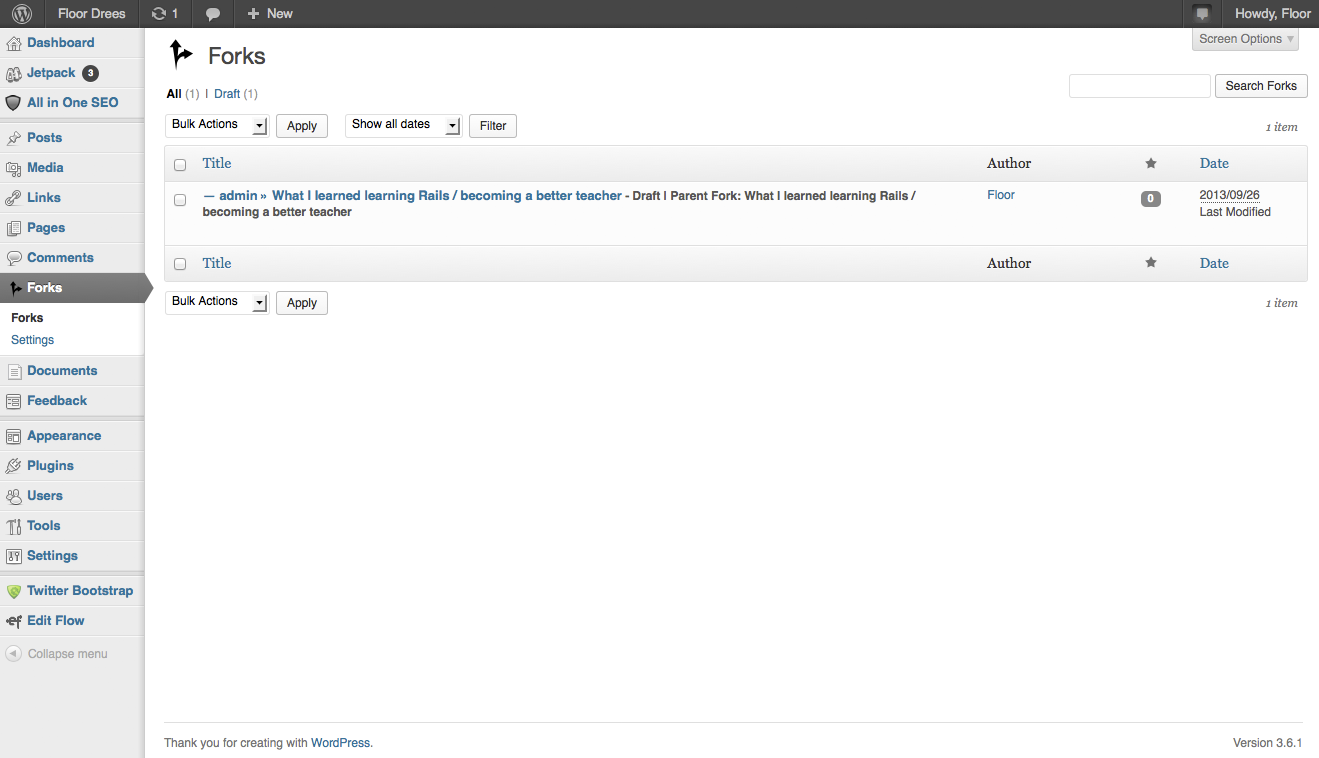 Floor Drees 1 New Howdy, Floor
Screen Options
Dashboard
Jetpack 3
All in One SEO
Posts
Media
Links
Pages
Comments
Forks
Forks
Settings
Documents
Feedback
Appearance
Plugins
Users
Tools
Settings
Twitter Bootstrap
Edit Flow
Collapse menu
Forks
All (1) | Draft (1)
Search Forks
Bulk Actions Apply Show all dates Filter 1 item
Title Author Date
— admin » What I learned learning Rails / becoming a better teacher - Draft | Parent Fork: What I learned learning Rails /
becoming a better teacher
Floor 0 2013/09/26
Last Modified
Title Author Date
Bulk Actions Apply 1 item
Thank you for creating with WordPress. Version 3.6.1